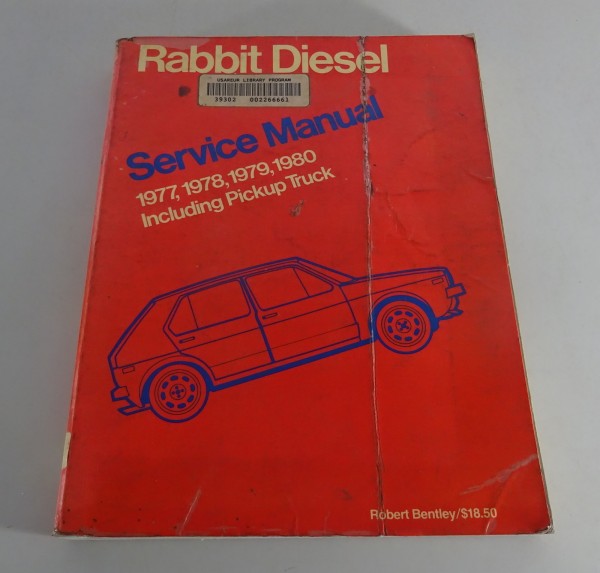 Rabbit Diesel
USAREUR LIBRARY PROGRAM
39302 002266661
Service Manual
1977, 1978, 1979, 1980
Including Pickup Truck
Robert Bentley/$18.50